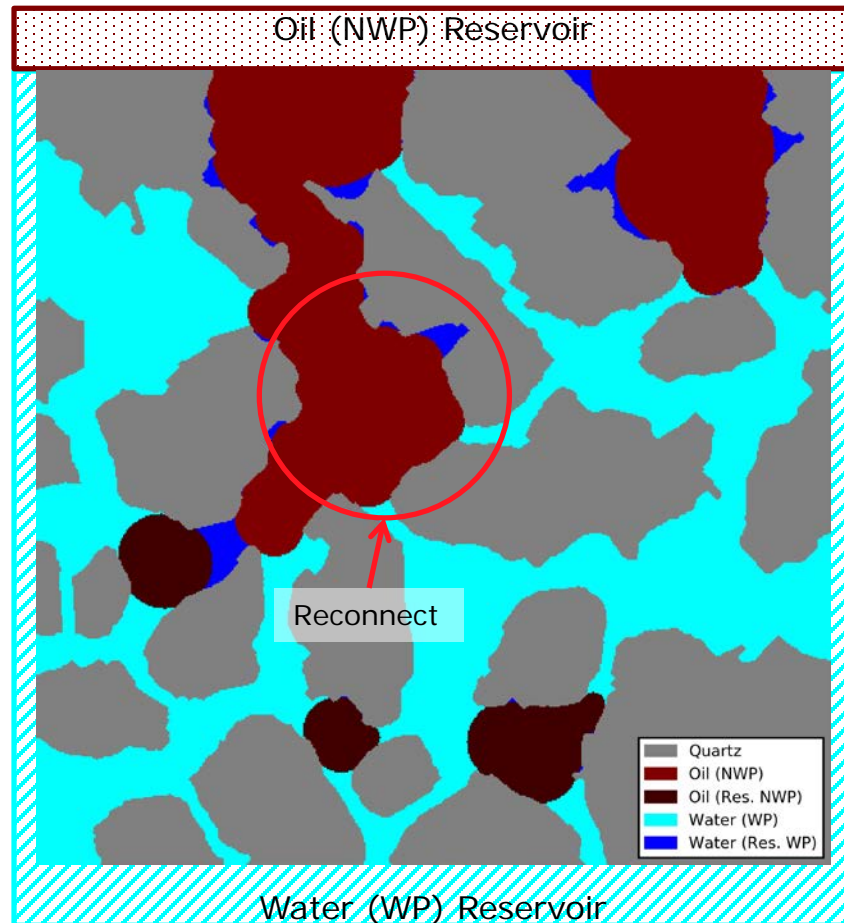 Oil (NWP) Reservoir
Reconnect
Quartz
Oil (NWP)
Oil (Res. NWP)
Water (WP)
Water (Res. WP)
Water (WP) Reservoir